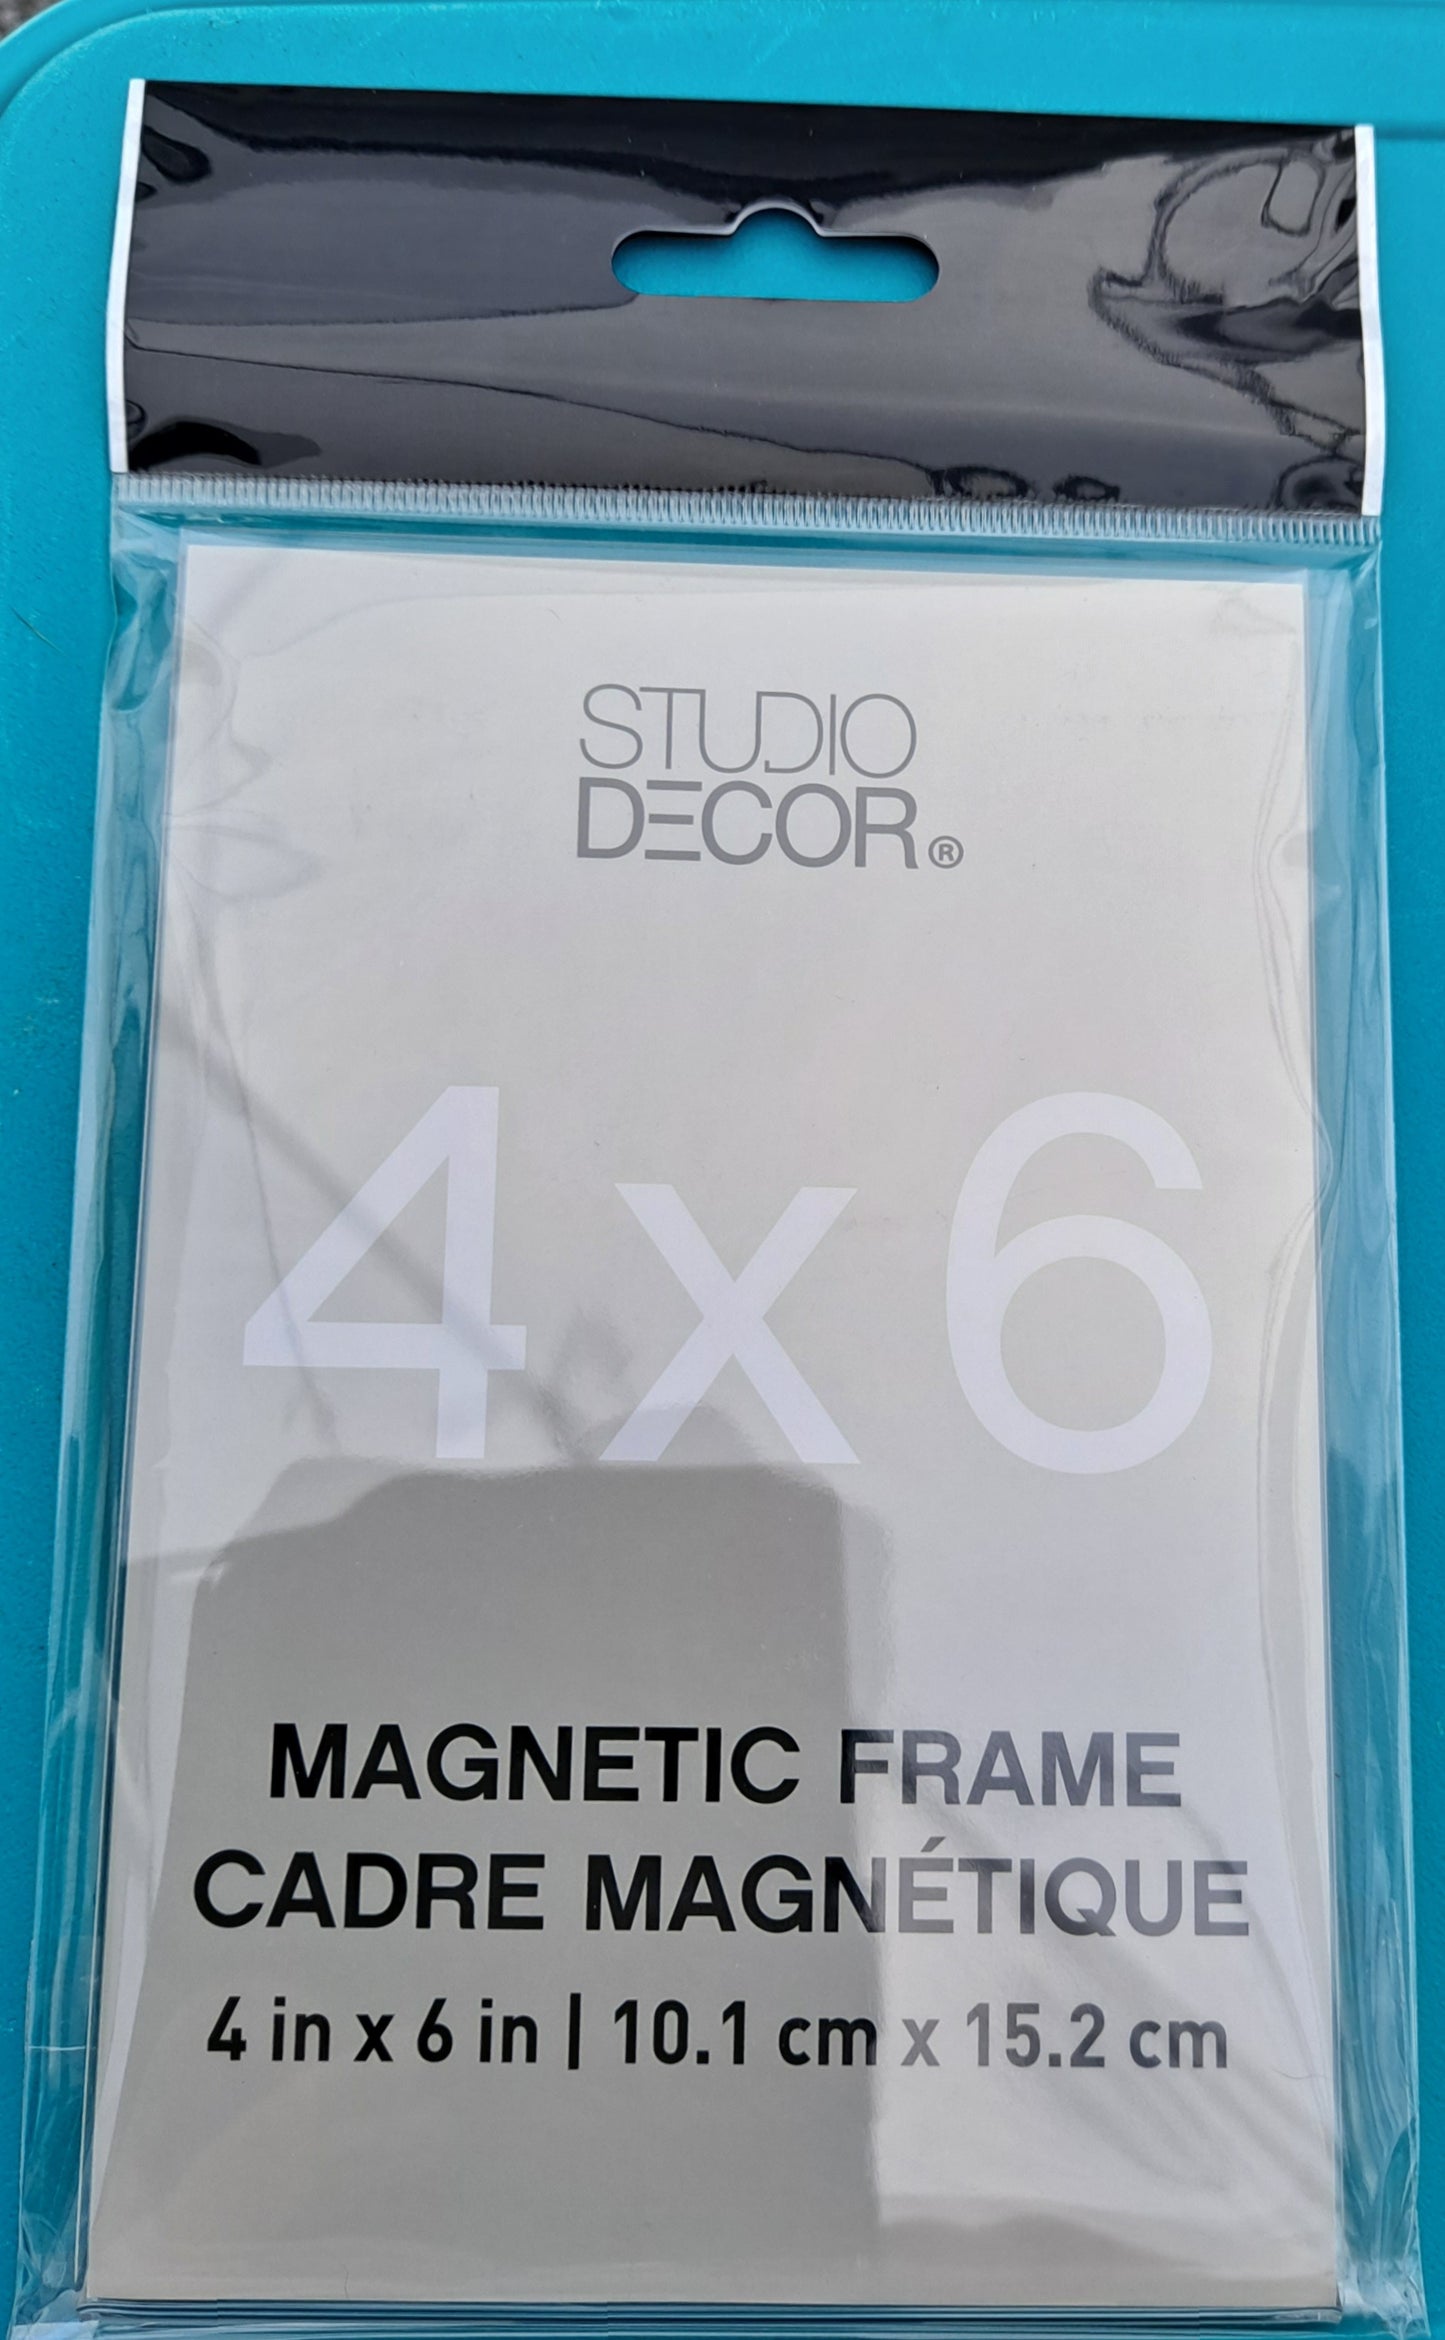 STUDIO
DECOR®
4 x 6
MAGNETIC FRAME
CADRE MAGNÉTIQUE
4 in x 6 in | 10.1 cm x 15.2 cm